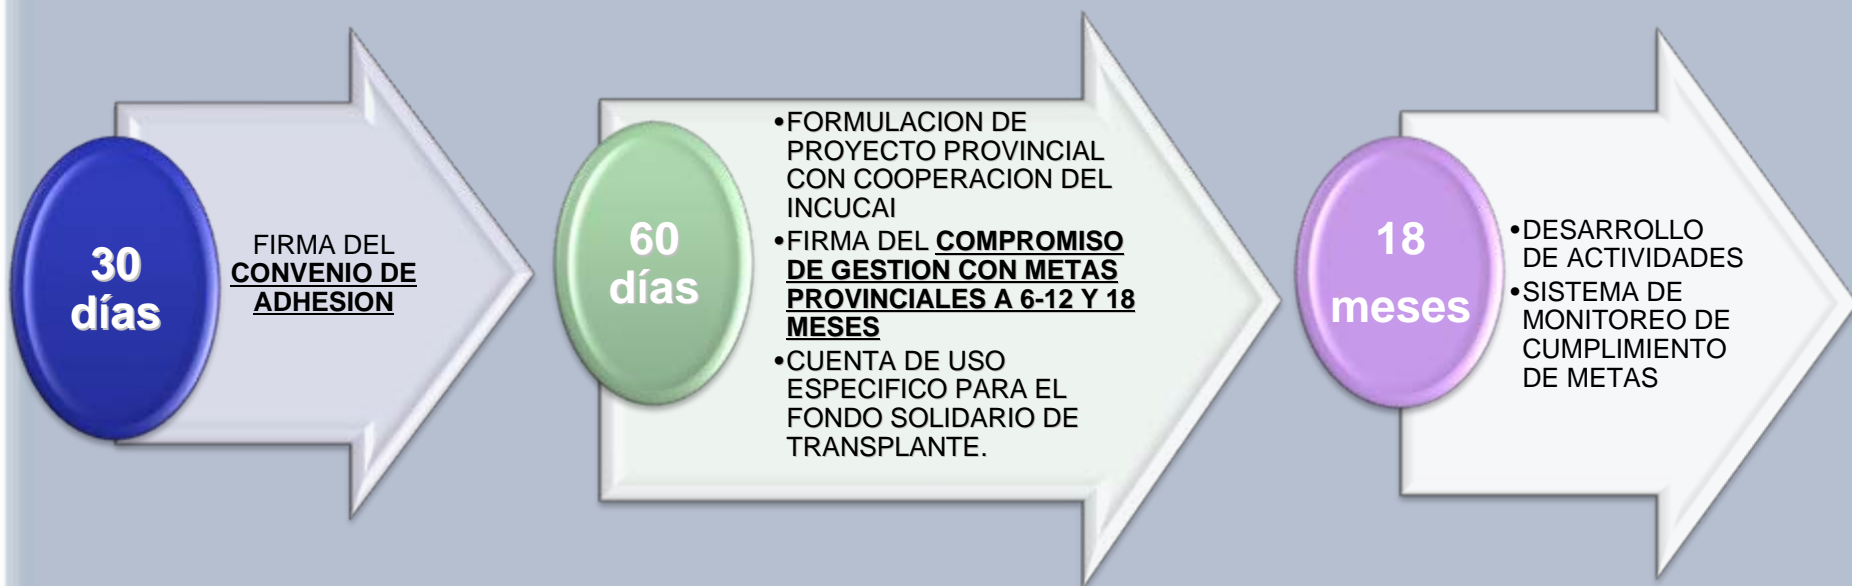 30
días
FIRMA DEL
CONVENIO DE
ADHESION
60
días
•FORMULACION DE
PROYECTO PROVINCIAL
CON COOPERACION DEL
INCUCAI
•FIRMA DEL COMPROMISO
DE GESTION CON METAS
PROVINCIALES A 6-12 Y 18
MESES
•CUENTA DE USO
ESPECIFICO PARA EL
FONDO SOLIDARIO DE
TRANSPLANTE.
18
meses
•DESARROLLO
DE ACTIVIDADES
•SISTEMA DE
MONITOREO DE
CUMPLIMIENTO
DE METAS